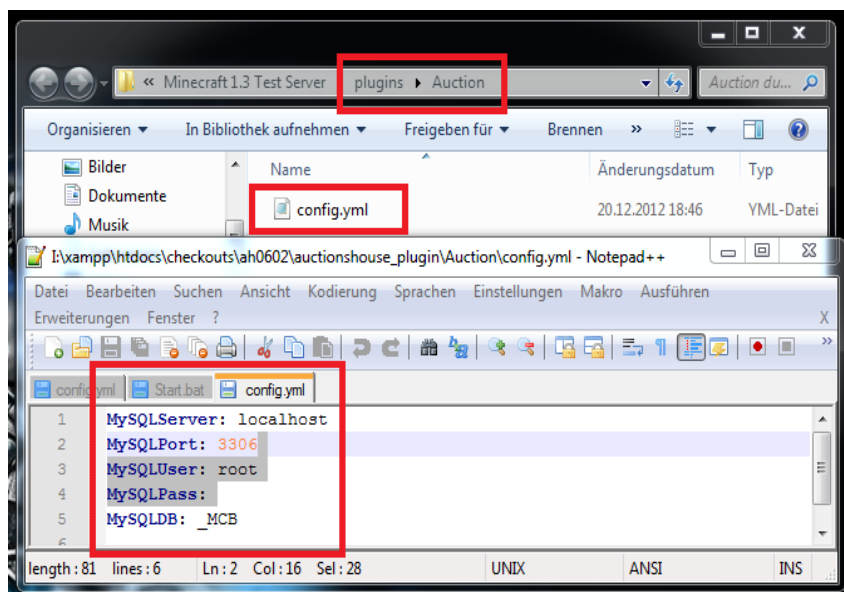 « Minecraft 1.3 Test Server plugins Auction Auction du...
Organisieren In Bibliothek aufnehmen Freigeben für Brennen »
Bilder Name Änderungsdatum Typ
Dokumente config.yml 20.12.2012 18:46 YML-Datei
Musik
I:\xampp\htdocs\checkouts\ah0602\auctionshouse_plugin\Auction\config.yml - Notepad++
Datei Bearbeiten Suchen Ansicht Kodierung Sprachen Einstellungen Makro Ausführen
Erweiterungen Fenster ? X
config.yml Start.bat config.yml
1 MySQLServer: localhost
2 MySQLPort: 3306
3 MySQLUser: root
4 MySQLPass:
5 MySQLDB: _MCB
6
length : 81 lines : 6 Ln : 2 Col : 16 Sel : 28 UNIX ANSI INS